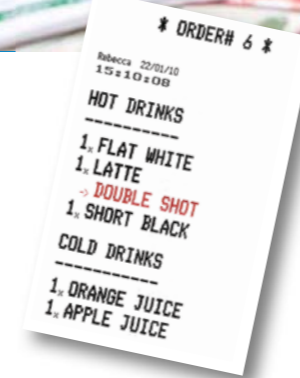 * ORDER# 6 *
Rebecca 22/01/10
15:10:08
HOT DRINKS
----------
1x FLAT WHITE
1x LATTE
-> DOUBLE SHOT
1x SHORT BLACK
COLD DRINKS
-----------
1x ORANGE JUICE
1x APPLE JUICE